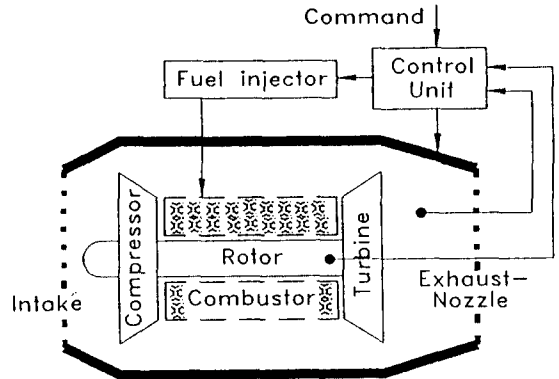 Command
Fuel injector
Control
Unit
Compressor
Rotor
Combustor
Turbine
Intake
Exhaust-
Nozzle